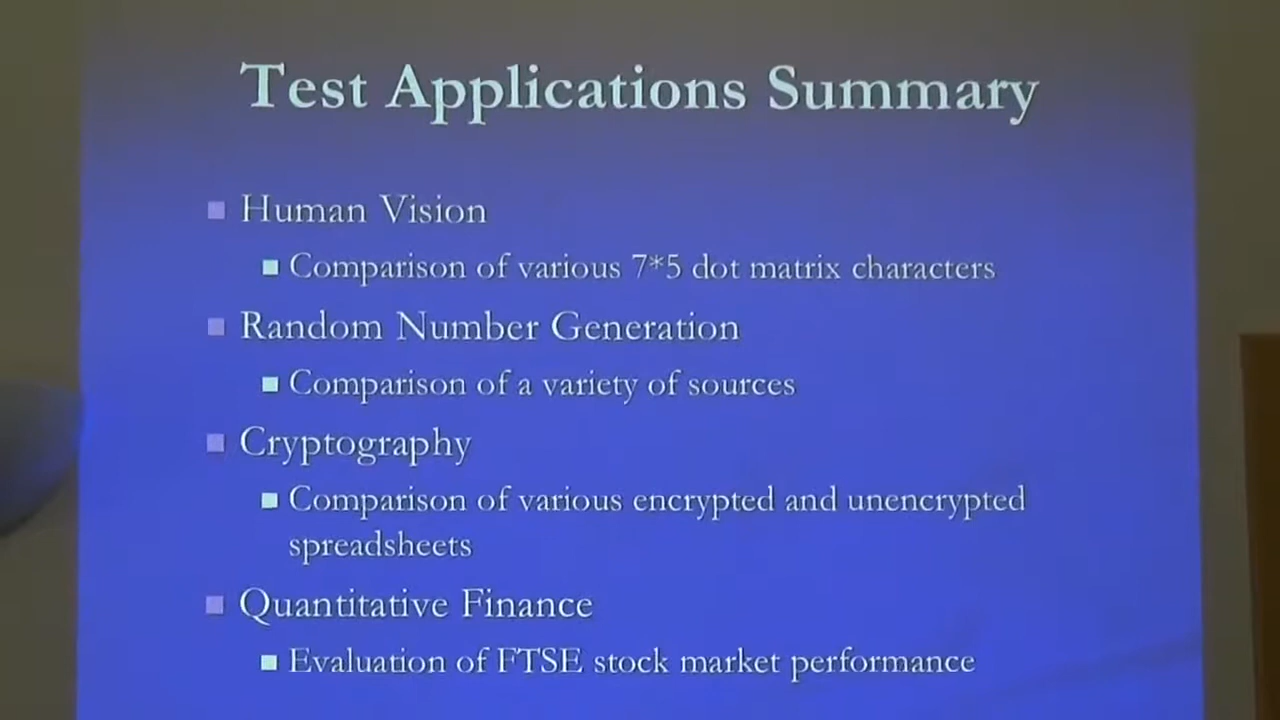 Test Applications Summary
Human Vision
Comparison of various 7*5 dot matrix characters
Random Number Generation
Comparison of a variety of sources
Cryptography
Comparison of various encrypted and unencrypted
spreadsheets
Quantitative Finance
Evaluation of FTSE stock market performance